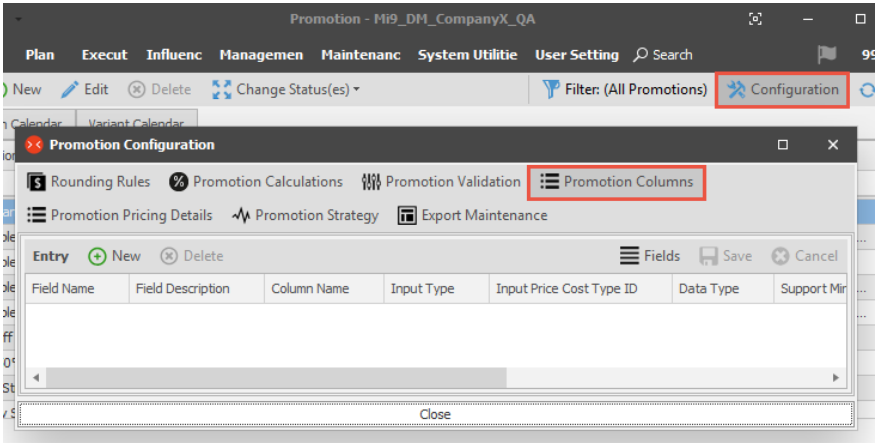 Promotion - Mi9_DM_CompanyX_QA
Plan Execut Influenc Managemen Maintenanc System Utilitie User Setting Search 99
New Edit Delete Change Status(es) Filter: (All Promotions) Configuration
Calendar Variant Calendar
Promotion Configuration
Rounding Rules Promotion Calculations Promotion Validation Promotion Columns
Promotion Pricing Details Promotion Strategy Export Maintenance
Entry New Delete Fields Save Cancel
Field Name Field Description Column Name Input Type Input Price Cost Type ID Data Type Support Mir
Close